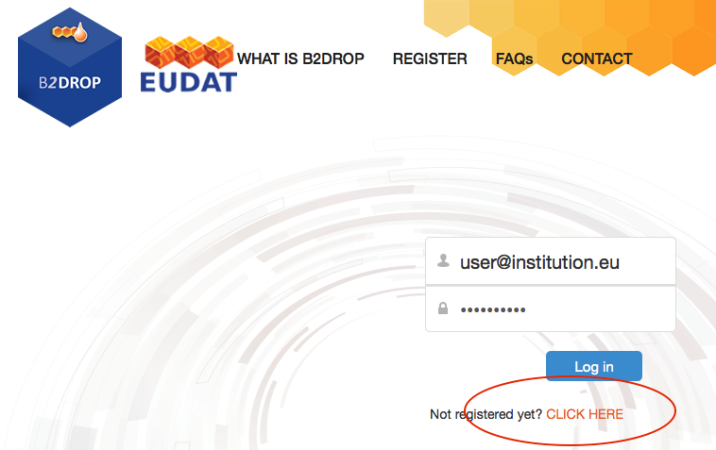 B2DROP
EUDAT
WHAT IS B2DROP REGISTER FAQs CONTACT
user@institution.eu
••••••••••
Log in
Not registered yet? CLICK HERE